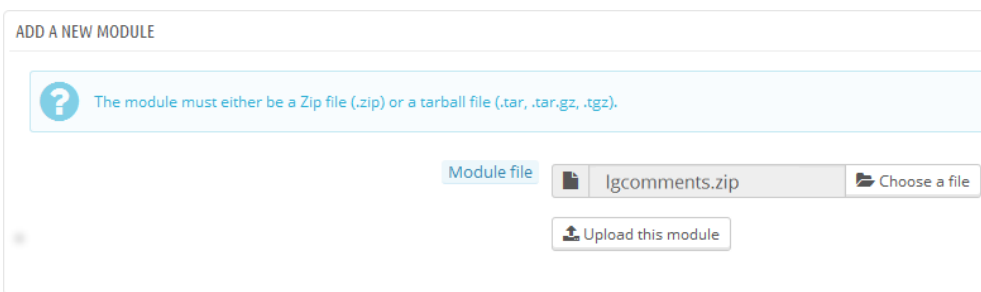 ADD A NEW MODULE
The module must either be a Zip file (.zip) or a tarball file (.tar, .tar.gz, .tgz).
Module file
lgcomments.zip
Choose a file
Upload this module